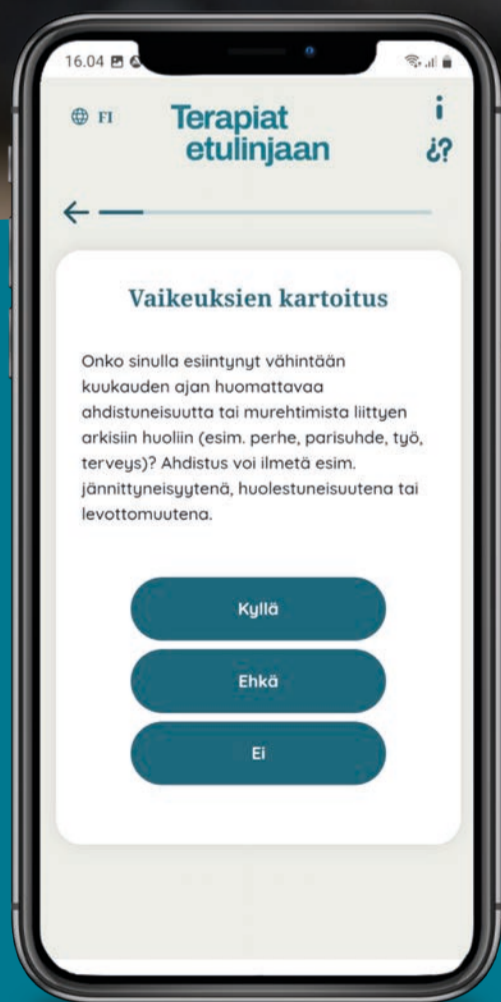 16.04
FI
Terapiat
etulinjaan
i
¿?
Vaikeuksien kartoitus
Onko sinulla esiintynyt vähintään
kuukauden ajan huomattavaa
ahdistuneisuutta tai murehtimista liittyen
arkisiin huoliin (esim. perhe, parisuhde, työ,
terveys)? Ahdistus voi ilmetä esim.
jännittyneisyytenä, huolestuneisuutena tai
levottomuutena.
Kyllä
Ehkä
Ei